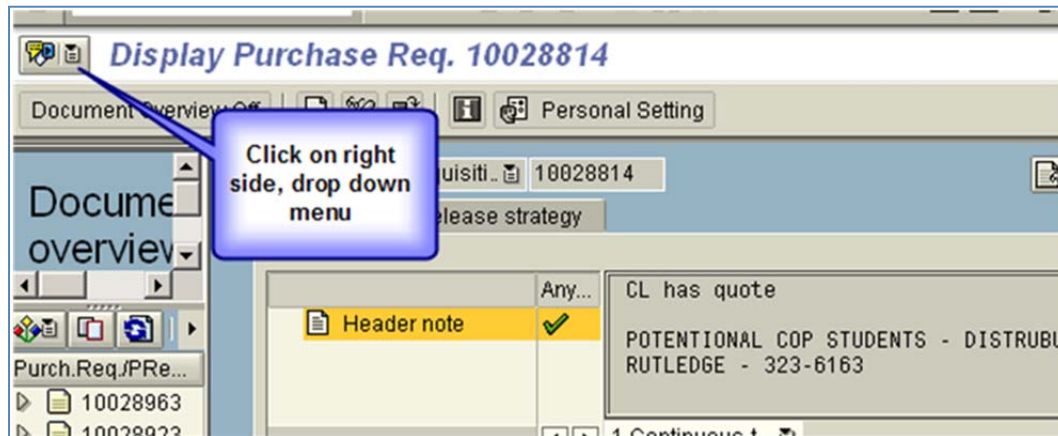 Display Purchase Req. 10028814
Document Overview Off
Personal Setting
Click on right
side, drop down
menu
10028814
elease strategy
Docume
overview
Any...
CL has quote
Header note
POTENTIONAL COP STUDENTS - DISTRUBU
RUTLEDGE - 323-6163
Purch.Req./PRe...
10028963
10028923
1 Continuous t..